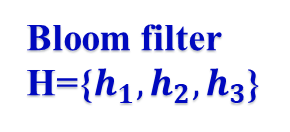 Bloom filter
H={h₁, h₂, h₃}